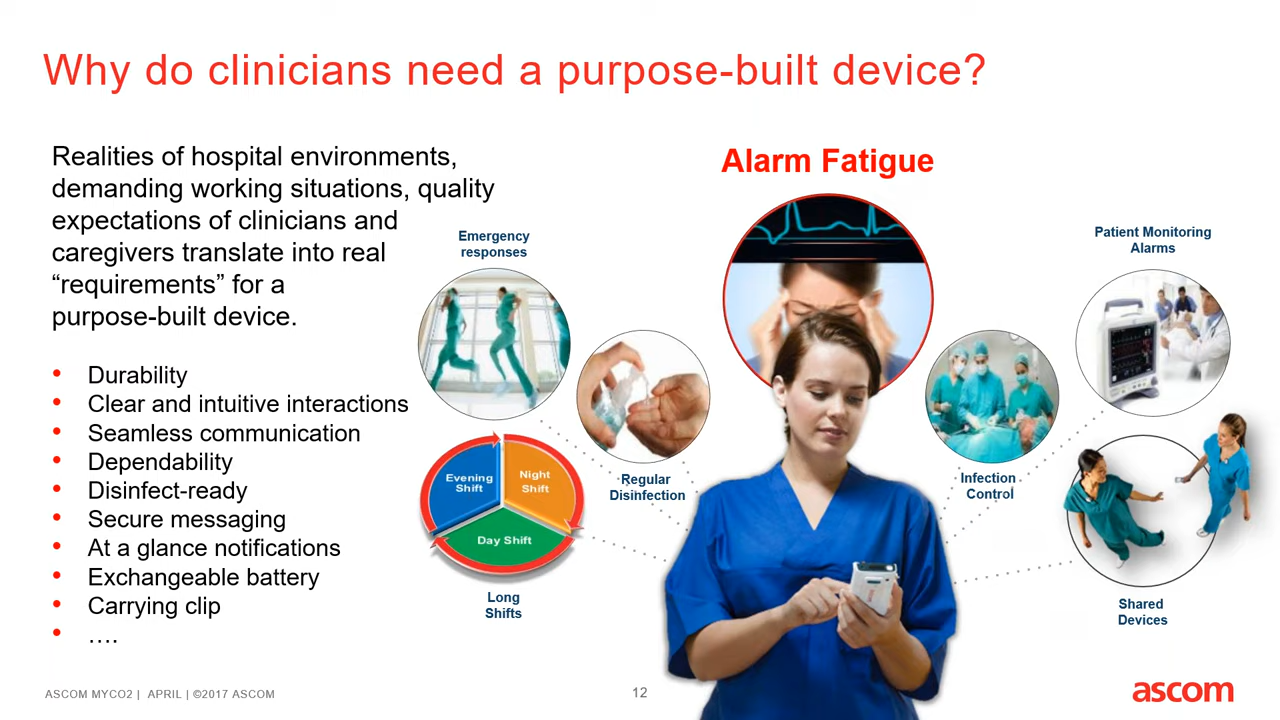 Why do clinicians need a purpose-built device?
Realities of hospital environments,
demanding working situations, quality
expectations of clinicians and
caregivers translate into real
“requirements” for a
purpose-built device.
• Durability
• Clear and intuitive interactions
• Seamless communication
• Dependability
• Disinfect-ready
• Secure messaging
• At a glance notifications
• Exchangeable battery
• Carrying clip
• ….
Alarm Fatigue
Emergency
responses
Patient Monitoring
Alarms
Regular
Disinfection
Infection
Control
Evening
Shift
Night
Shift
Day Shift
Long
Shifts
Shared
Devices
ASCOM MYCO2 | APRIL | ©2017 ASCOM
12
ascom